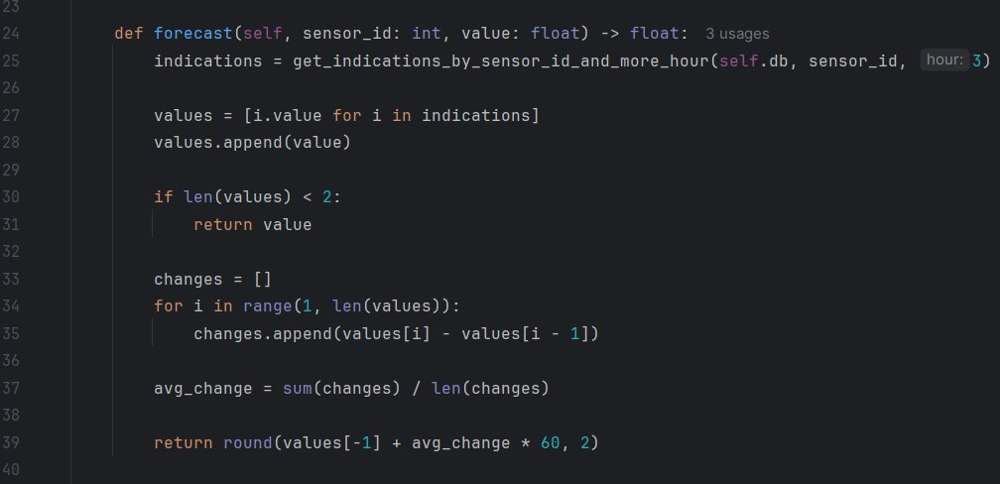 23
24 def forecast(self, sensor_id: int, value: float) -> float: 3 usages
25 indications = get_indications_by_sensor_id_and_more_hour(self.db, sensor_id, hour: 3)
26
27 values = [i.value for i in indications]
28 values.append(value)
29
30 if len(values) < 2:
31 return value
32
33 changes = []
34 for i in range(1, len(values)):
35 changes.append(values[i] - values[i - 1])
36
37 avg_change = sum(changes) / len(changes)
38
39 return round(values[-1] + avg_change * 60, 2)
40